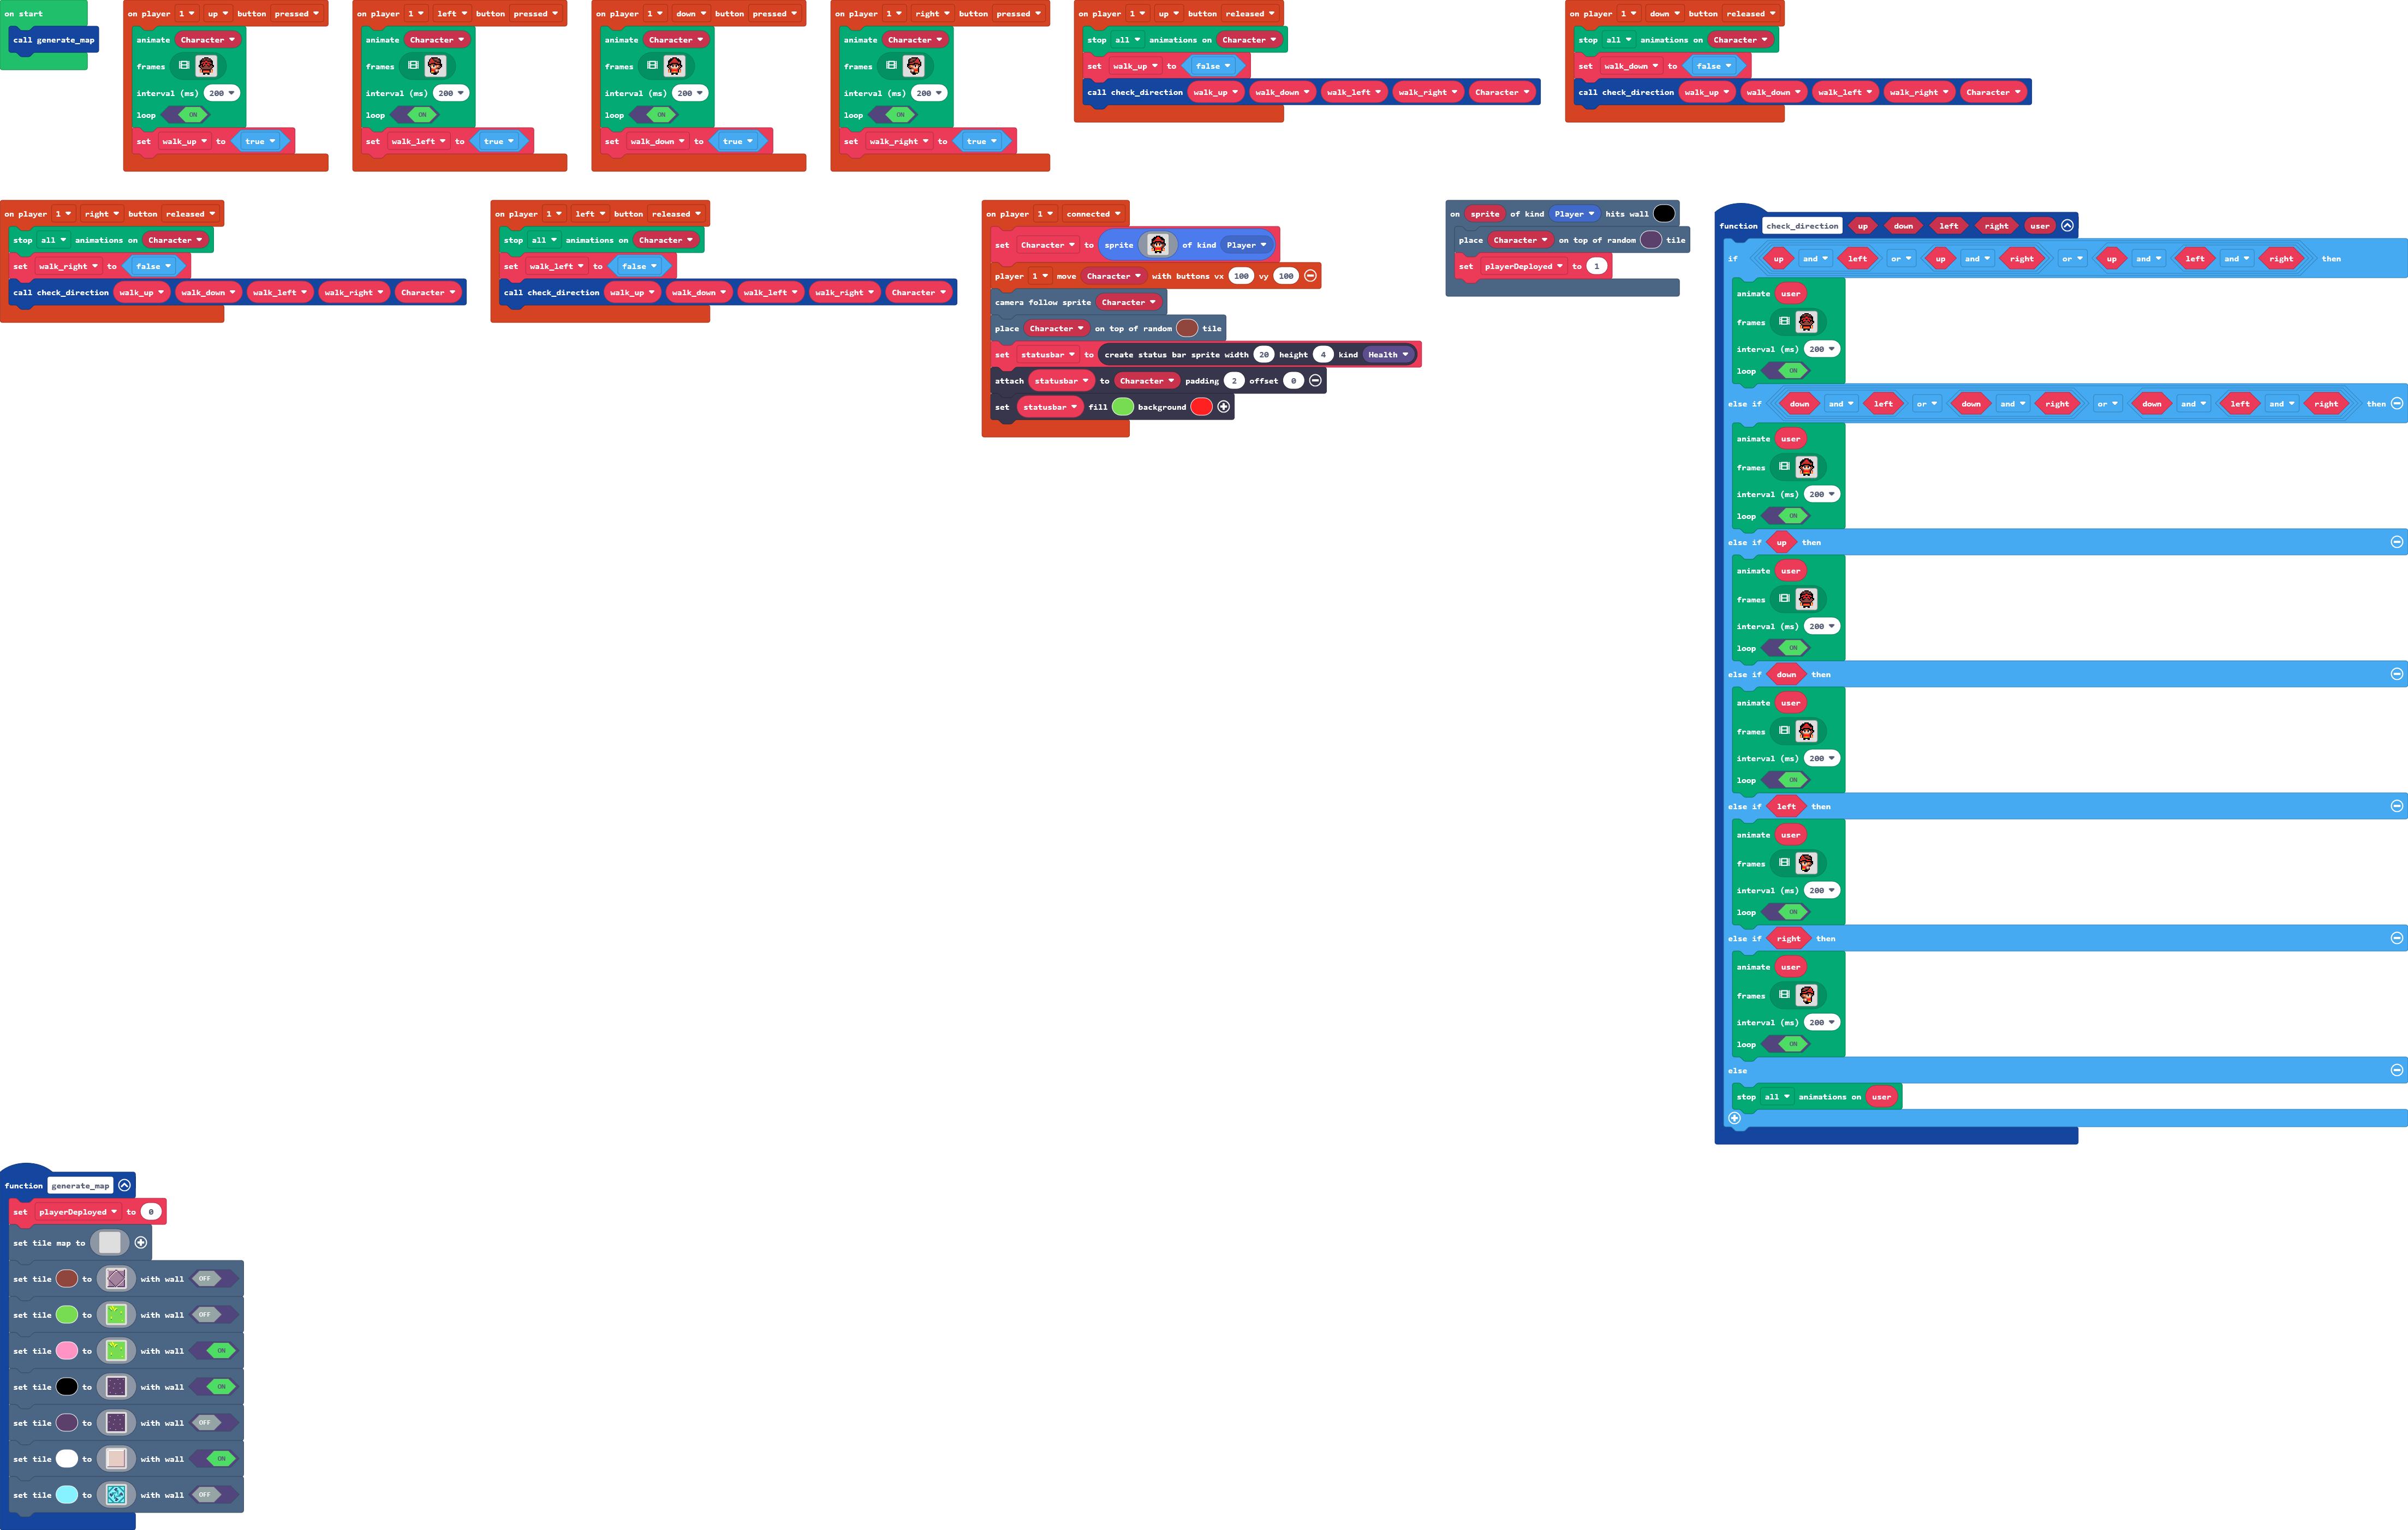 on start
call generate_map
on player 1 up button pressed
animate Character
frames
interval (ms) 200
loop ON
set walk_up to true
on player 1 left button pressed
animate Character
frames
interval (ms) 200
loop ON
set walk_left to true
on player 1 down button pressed
animate Character
frames
interval (ms) 200
loop ON
set walk_down to true
on player 1 right button pressed
animate Character
frames
interval (ms) 200
loop ON
set walk_right to true
on player 1 up button released
stop all animations on Character
set walk_up to false
call check_direction walk_up walk_down walk_left walk_right Character
on player 1 down button released
stop all animations on Character
set walk_down to false
call check_direction walk_up walk_down walk_left walk_right Character
on player 1 right button released
stop all animations on Character
set walk_right to false
call check_direction walk_up walk_down walk_left walk_right Character
on player 1 left button released
stop all animations on Character
set walk_left to false
call check_direction walk_up walk_down walk_left walk_right Character
on player 1 connected
set Character to sprite of kind Player
player 1 move Character with buttons vx 100 vy 100
camera follow sprite Character
place Character on top of random tile
set statusbar to create status bar sprite width 20 height 4 kind Health
attach statusbar to Character padding 2 offset 0
set statusbar fill background
on sprite of kind Player hits wall
place Character on top of random tile
set playerDeployed to 1
function check_direction up down left right user
if up and left or up and right or up and left and right then
animate user
frames
interval (ms) 200
loop ON
else if down and left or down and right or down and left and right then
animate user
frames
interval (ms) 200
loop ON
else if up then
animate user
frames
interval (ms) 200
loop ON
else if down then
animate user
frames
interval (ms) 200
loop ON
else if left then
animate user
frames
interval (ms) 200
loop ON
else if right then
animate user
frames
interval (ms) 200
loop ON
else
stop all animations on user
function generate_map
set playerDeployed to 0
set tile map to
set tile to with wall OFF
set tile to with wall OFF
set tile to with wall ON
set tile to with wall ON
set tile to with wall OFF
set tile to with wall ON
set tile to with wall OFF